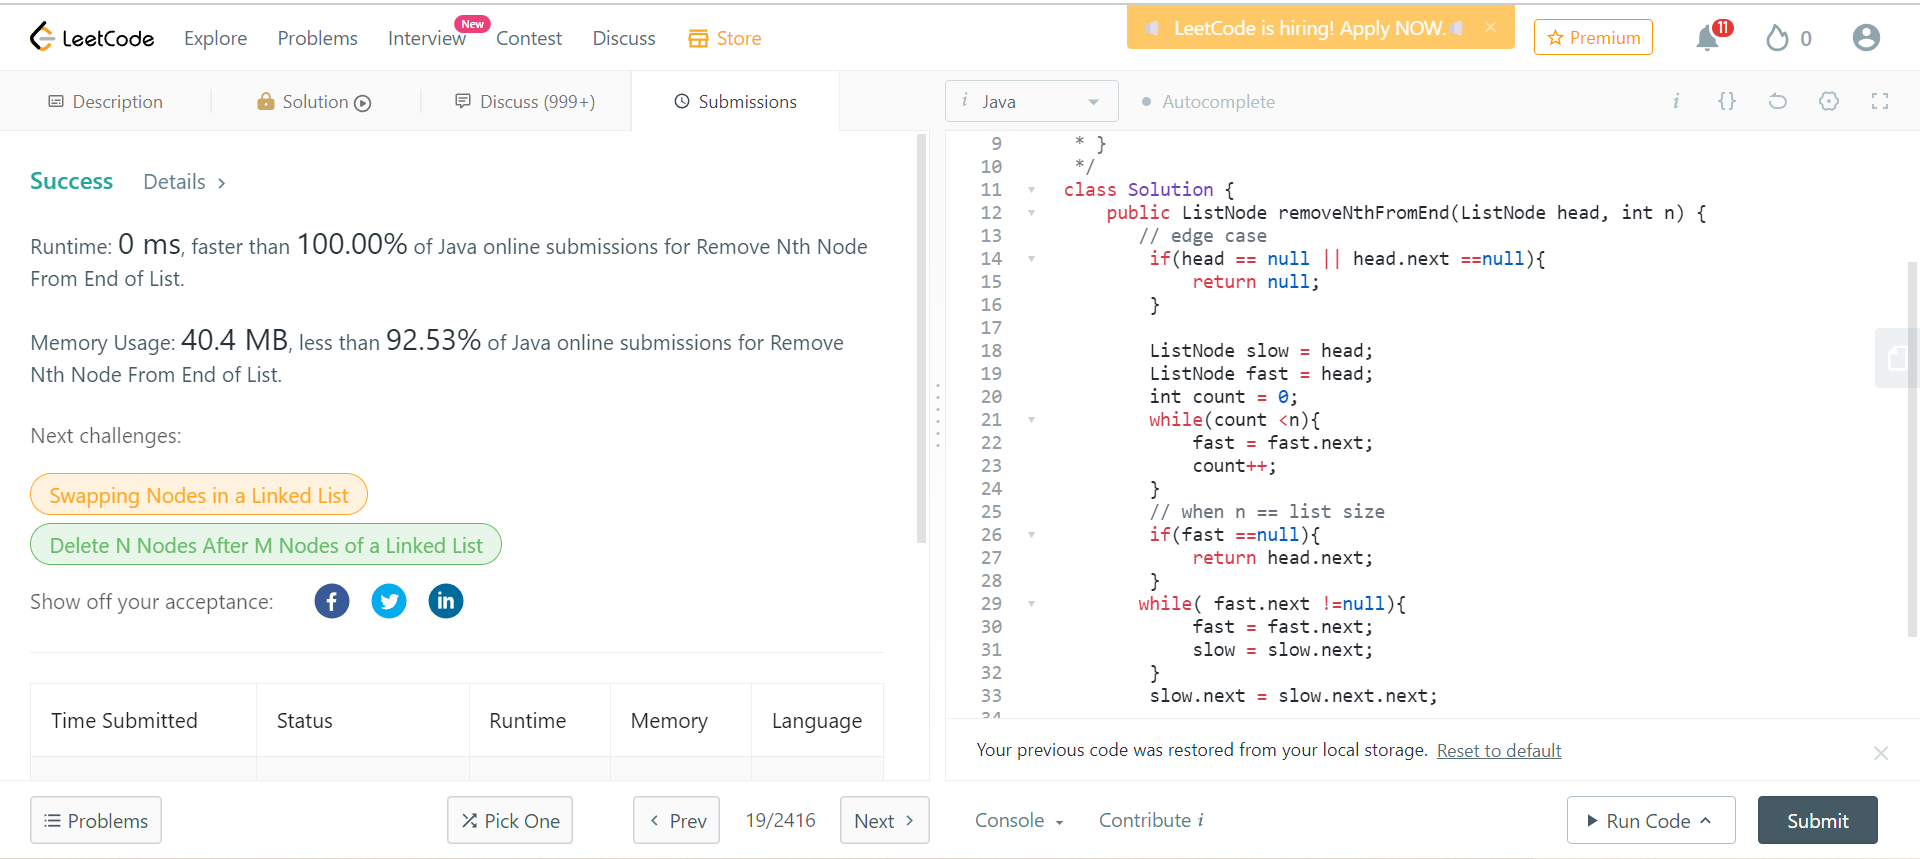 LeetCode
Explore
Problems
Interview
New
Contest
Discuss
Store
LeetCode is hiring! Apply NOW.
Premium
11
0
Description
Solution
Discuss (999+)
Submissions
i Java
Autocomplete
i
{}
Success
Details
Runtime: 0 ms, faster than 100.00% of Java online submissions for Remove Nth Node
From End of List.
Memory Usage: 40.4 MB, less than 92.53% of Java online submissions for Remove
Nth Node From End of List.
Next challenges:
Swapping Nodes in a Linked List
Delete N Nodes After M Nodes of a Linked List
Show off your acceptance:
Time Submitted
Status
Runtime
Memory
Language
9 * }
10 */
11 class Solution {
12 public ListNode removeNthFromEnd(ListNode head, int n) {
13 // edge case
14 if(head == null || head.next ==null){
15 return null;
16 }
17
18 ListNode slow = head;
19 ListNode fast = head;
20 int count = 0;
21 while(count <n){
22 fast = fast.next;
23 count++;
24 }
25 // when n == list size
26 if(fast ==null){
27 return head.next;
28 }
29 while( fast.next !=null){
30 fast = fast.next;
31 slow = slow.next;
32 }
33 slow.next = slow.next.next;
34
Your previous code was restored from your local storage. Reset to default
Problems
Pick One
Prev
19/2416
Next
Console
Contribute i
Run Code
Submit